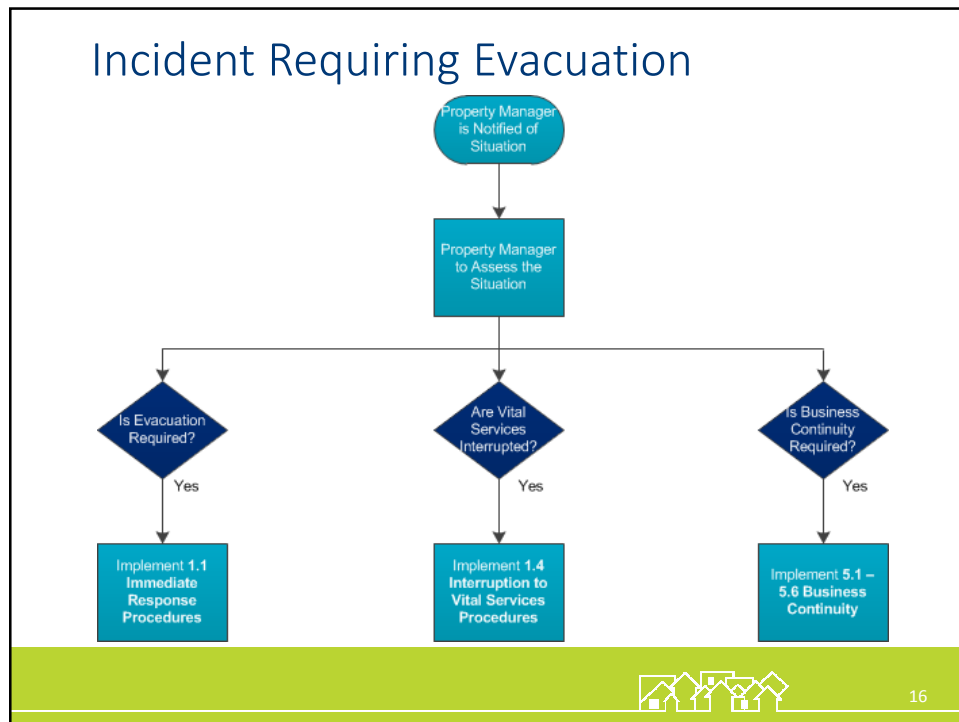 Incident Requiring Evacuation
Property Manager
is Notified of
Situation
Property Manager
to Assess the
Situation
Is Evacuation
Required?
Are Vital
Services
Interrupted?
Is Business
Continuity
Required?
Yes
Yes
Yes
Implement 1.1
Immediate
Response
Procedures
Implement 1.4
Interruption to
Vital Services
Procedures
Implement 5.1 –
5.6 Business
Continuity
16